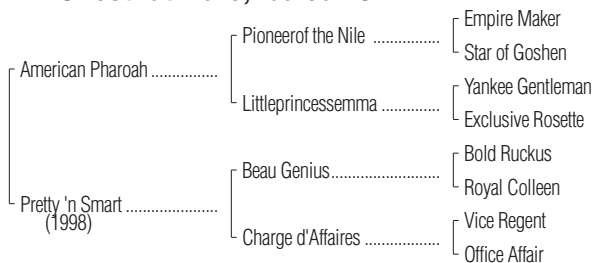 Empire Maker
Pioneerof the Nile ................
Star of Goshen
American Pharoah ................
Yankee Gentleman
Littleprincessemma ..............
Exclusive Rosette
Bold Ruckus
Beau Genius.........................
Royal Colleen
Pretty 'n Smart ......................
(1998)
Vice Regent
Charge d'Affaires ..................
Office Affair